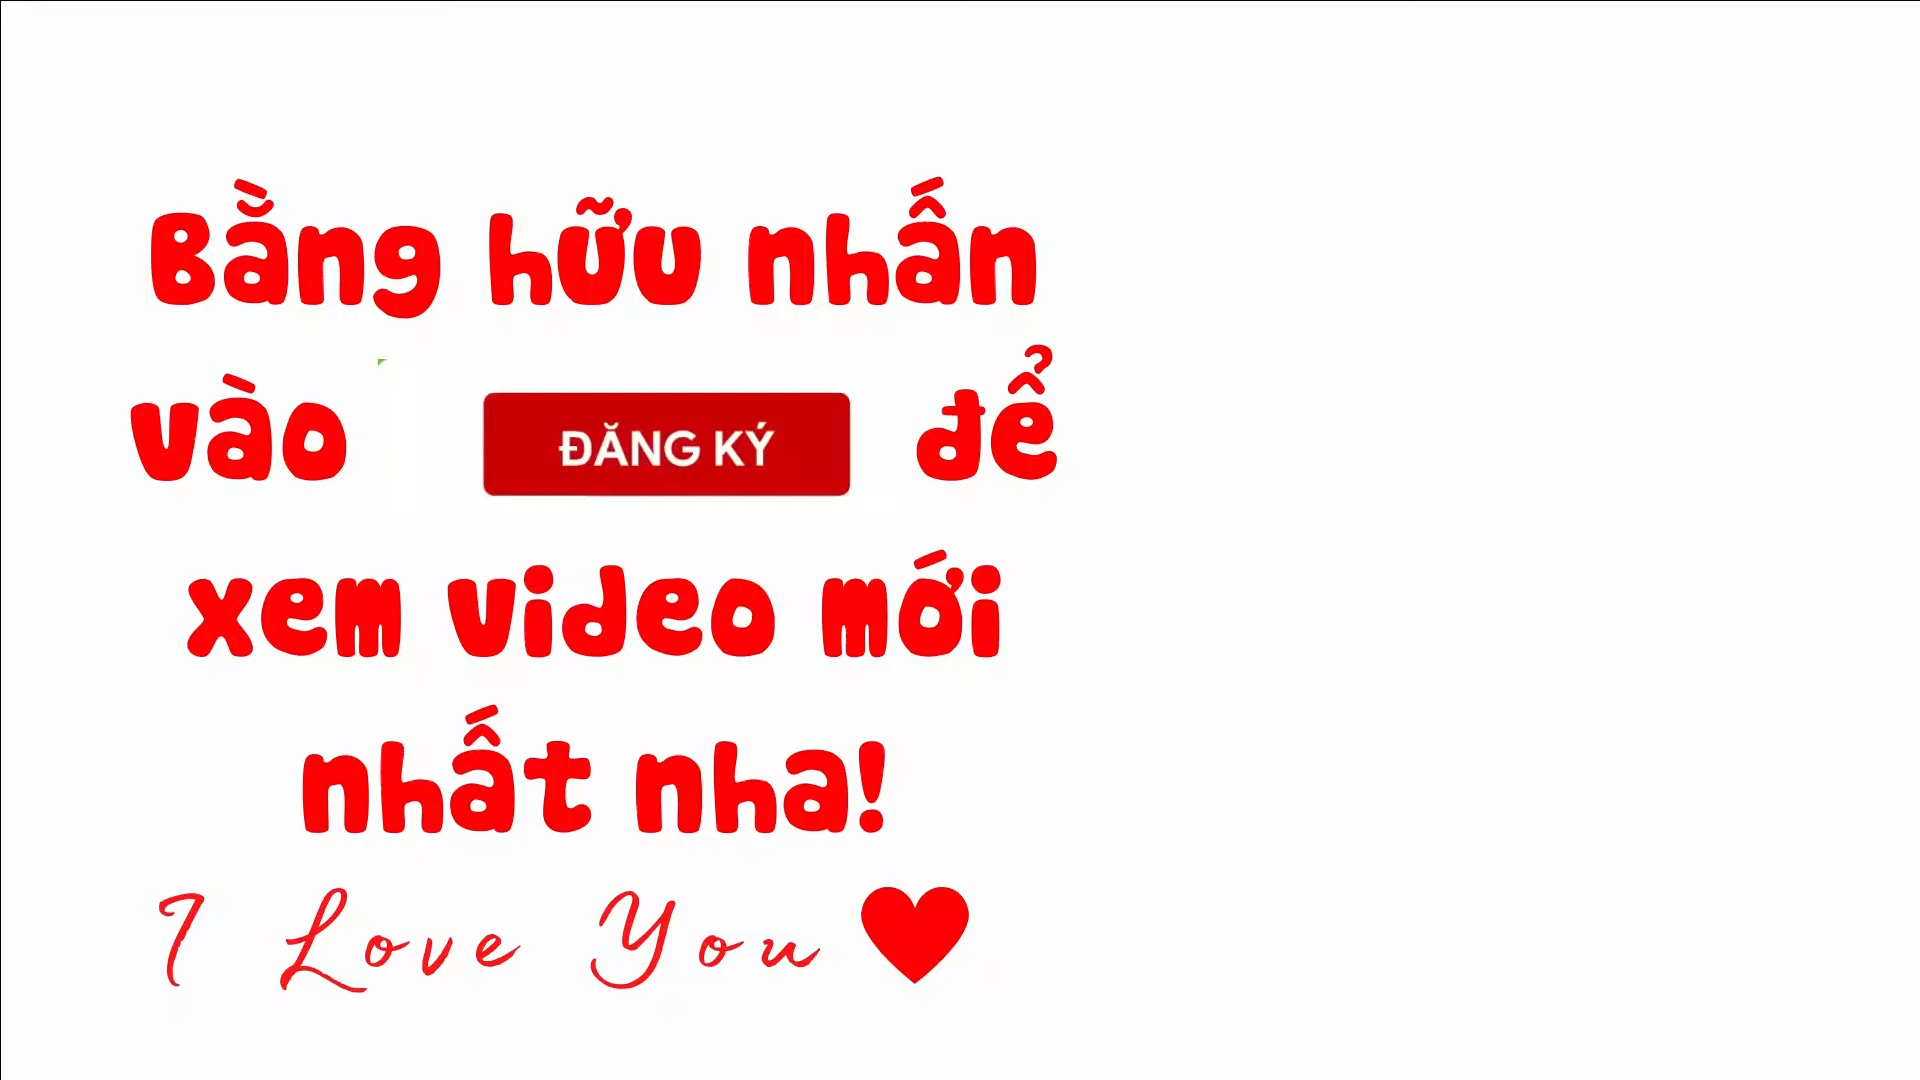 Bằng hữu nhấn
vào ĐĂNG KÝ để
xem video mới
nhất nha!
I Love You